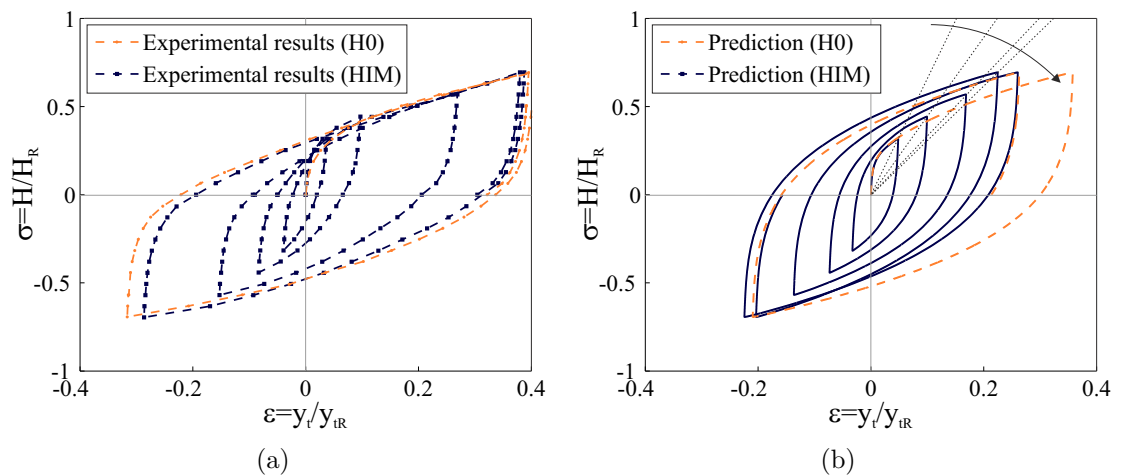 1
0.5
0
-0.5
-1
-0.4
-0.2
0
0.2
0.4
σ=H/H_R
ε=y_t/y_tR
Experimental results (H0)
Experimental results (HIM)
(a)
1
0.5
0
-0.5
-1
-0.4
-0.2
0
0.2
0.4
σ=H/H_R
ε=y_t/y_tR
Prediction (H0)
Prediction (HIM)
(b)